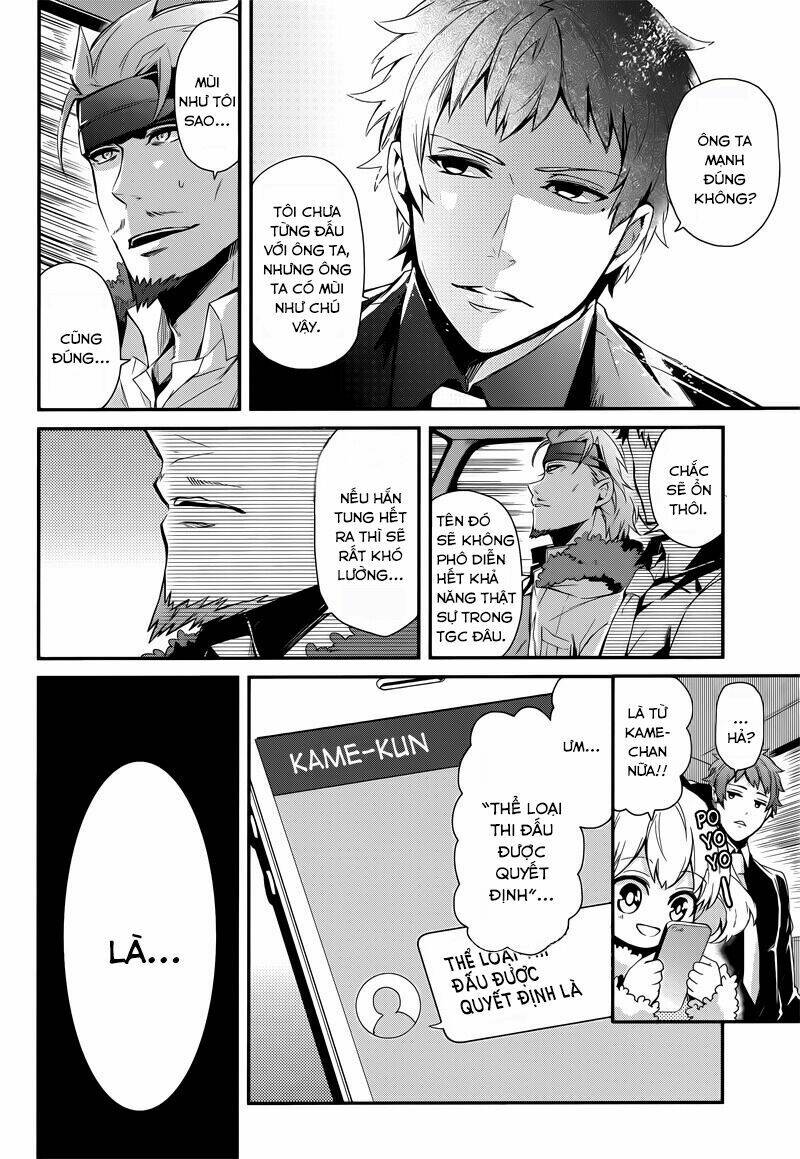 ÔNG TA
MẠNH
ĐÚNG
KHÔNG?
TÔI CHƯA
TỪNG ĐẤU
VỚI ÔNG TA,
NHƯNG ÔNG
TA CÓ MÙI
NHƯ CHÚ
VẬY.
MÙI
NHƯ TÔI
SAO...
CŨNG
ĐÚNG...
CHẮC
SẼ ỔN
THÔI.
TÊN ĐÓ
SẼ KHÔNG
PHÔ DIỄN
HẾT KHẢ
NĂNG THẬT
SỰ TRONG
TGC ĐÂU.
NẾU HẮN
TUNG HẾT
RA THÌ SẼ
RẤT KHÓ
LƯỜNG...
...
HẢ?
LÀ TỪ
KAME-
CHAN
NỮA!!
PO
YO
YO
!
ƯM...
"THỂ LOẠI
THI ĐẤU
ĐƯỢC
QUYẾT
ĐỊNH"...
KAME-KUN
THỂ LOẠI THI
ĐẤU ĐƯỢC
QUYẾT ĐỊNH LÀ
LÀ...